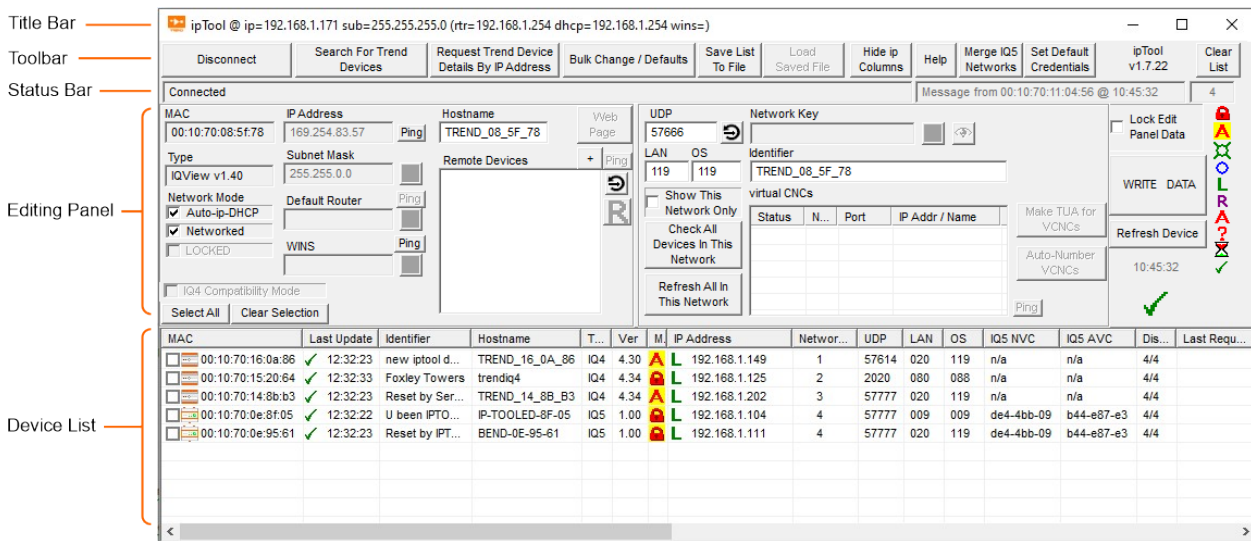 Title Bar
ipTool @ ip=192.168.1.171 sub=255.255.255.0 (rtr=192.168.1.254 dhcp=192.168.1.254 wins=)
Toolbar
Disconnect
Search For Trend
Devices
Request Trend Device
Details By IP Address
Bulk Change / Defaults
Save List
To File
Load
Saved File
Hide ip
Columns
Help
Merge IQ5
Networks
Set Default
Credentials
ipTool
v1.7.22
Clear
List
Status Bar
Connected
Message from 00:10:70:11:04:56 @ 10:45:32
4
Editing Panel
MAC
00:10:70:08:5f:78
Type
IQView v1.40
Network Mode
Auto-ip-DHCP
Networked
LOCKED
IQ4 Compatibility Mode
Select All
Clear Selection
IP Address
169.254.83.57
Ping
Subnet Mask
255.255.0.0
Default Router
Ping
WINS
Ping
Hostname
TREND_08_5F_78
Web
Page
Remote Devices
+
Ping
R
UDP
57666
LAN
119
OS
119
Show This
Network Only
Check All
Devices In This
Network
Refresh All In
This Network
Network Key
Identifier
TREND_08_5F_78
virtual CNCs
Status N... Port IP Addr / Name
Make TUA for
VCNCs
Auto-Number
VCNCs
Ping
Lock Edit
Panel Data
WRITE DATA
Refresh Device
10:45:32
A
L
R
A
?
Device List
MAC Last Update Identifier Hostname T... Ver M. IP Address Networ... UDP LAN OS IQ5 NVC IQ5 AVC Dis... Last Requ...
00:10:70:16:0a:86 12:32:23 new iptool d... TREND_16_0A_86 IQ4 4.30 A L 192.168.1.149 1 57614 020 119 n/a n/a 4/4
00:10:70:15:20:64 12:32:33 Foxley Towers trendiq4 IQ4 4.34 L 192.168.1.125 2 2020 080 088 n/a n/a 4/4
00:10:70:14:8b:b3 12:32:23 Reset by Ser... TREND_14_8B_B3 IQ4 4.34 A L 192.168.1.202 3 57777 020 119 n/a n/a 4/4
00:10:70:0e:8f:05 12:32:22 U been IPTO... IP-TOOLED-8F-05 IQ5 1.00 L 192.168.1.104 4 57777 009 009 de4-4bb-09 b44-e87-e3 4/4
00:10:70:0e:95:61 12:32:23 Reset by IPT... BEND-0E-95-61 IQ5 1.00 L 192.168.1.111 4 57777 020 119 de4-4bb-09 b44-e87-e3 4/4